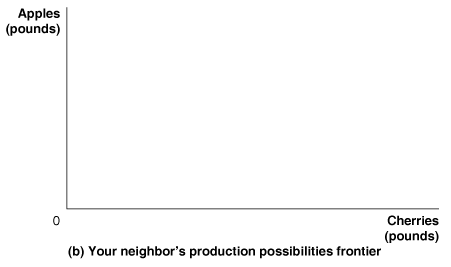 Apples
(pounds)
0
Cherries
(pounds)
(b) Your neighbor's production possibilities frontier